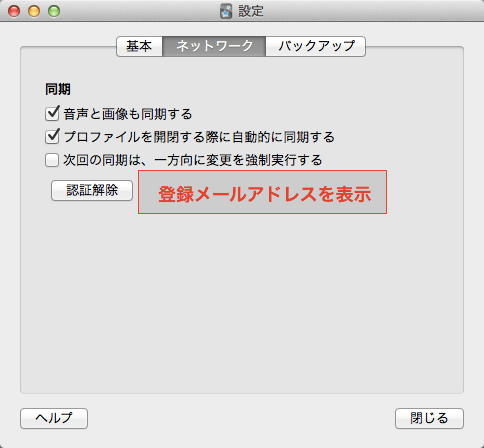 設定
基本 ネットワーク バックアップ
同期
音声と画像も同期する
プロファイルを開閉する際に自動的に同期する
次回の同期は、一方向に変更を強制実行する
認証解除 登録メールアドレスを表示
ヘルプ 閉じる